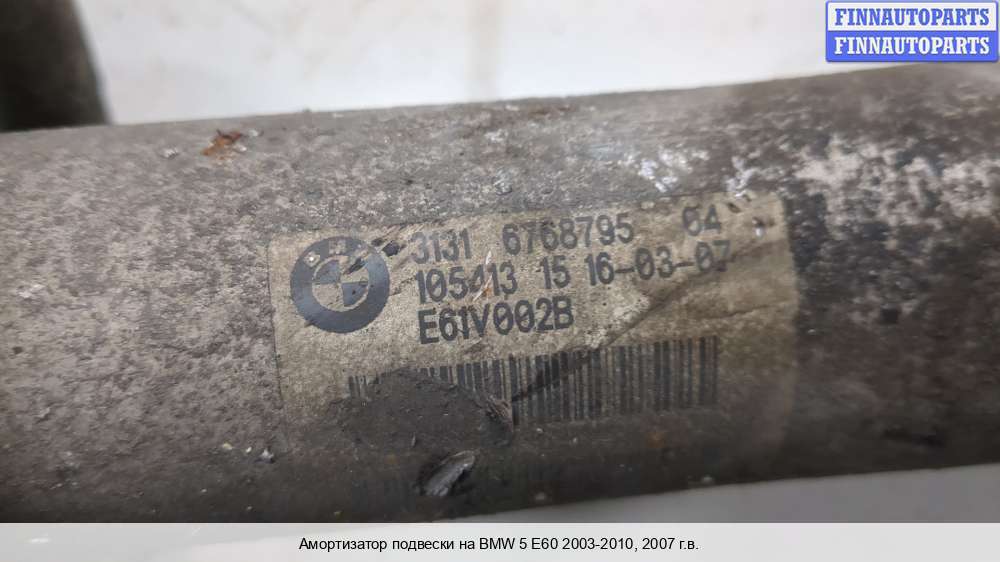 FINNAUTOPARTS
FINNAUTOPARTS
3131 6768795 04
105413 15 16-03-07
E61V002B
Амортизатор подвески на BMW 5 E60 2003-2010, 2007 г.в.